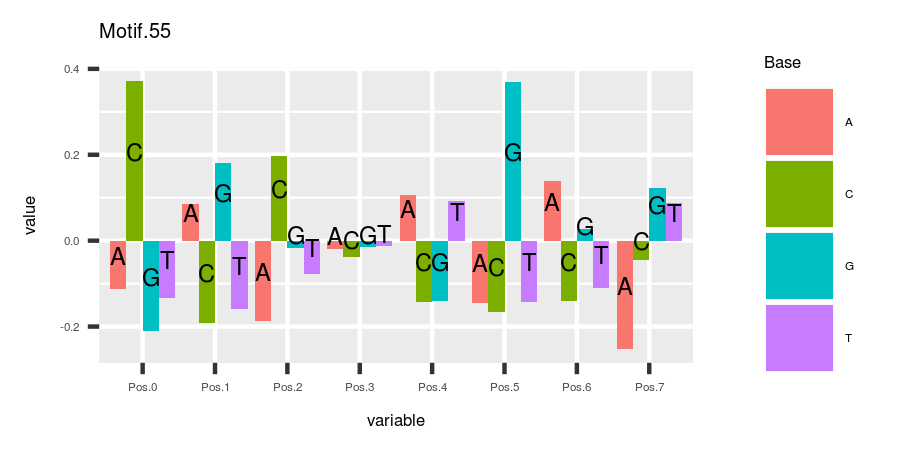 Motif.55
value
0.4
0.2
0.0
-0.2
A C G T A C G T A C G T A C G T A C G T A C G T A C G T A C G T
Pos.0 Pos.1 Pos.2 Pos.3 Pos.4 Pos.5 Pos.6 Pos.7
variable
Base
A
C
G
T